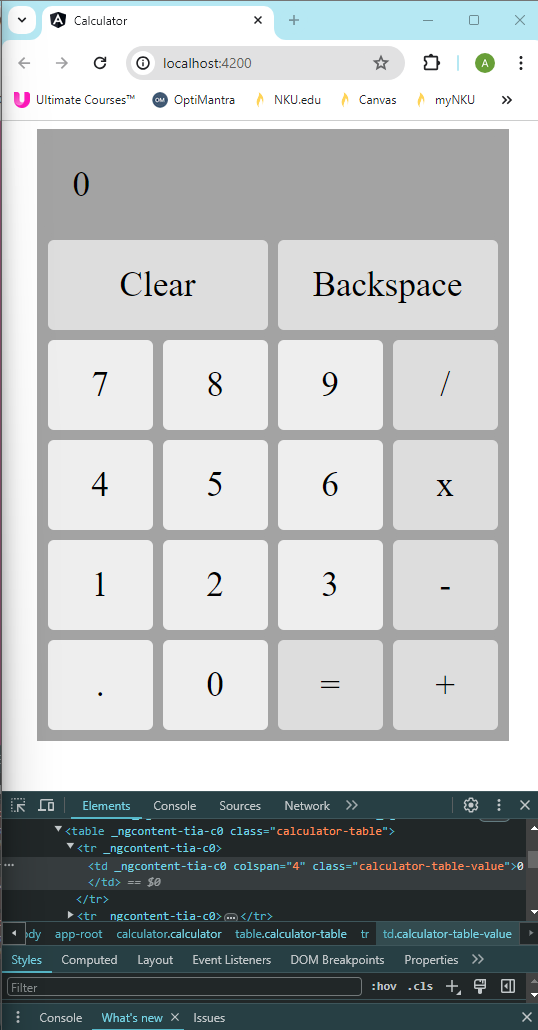 Calculator
localhost:4200
A
Ultimate Courses™ OM OptiMantra NKU.edu Canvas myNKU »
0
Clear Backspace
7 8 9 /
4 5 6 x
1 2 3 -
. 0 = +
Elements Console Sources Network »
<table _ngcontent-tia-c0 class="calculator-table">
<tr _ngcontent-tia-c0>
<td _ngcontent-tia-c0 colspan="4" class="calculator-table-value">0
</td> == $0
</tr>
<tr _ngcontent-tia-c0>…</tr>
dy app-root calculator.calculator table.calculator-table tr td.calculator-table-value
Styles Computed Layout Event Listeners DOM Breakpoints Properties »
Filter :hov .cls
Console What's new Issues